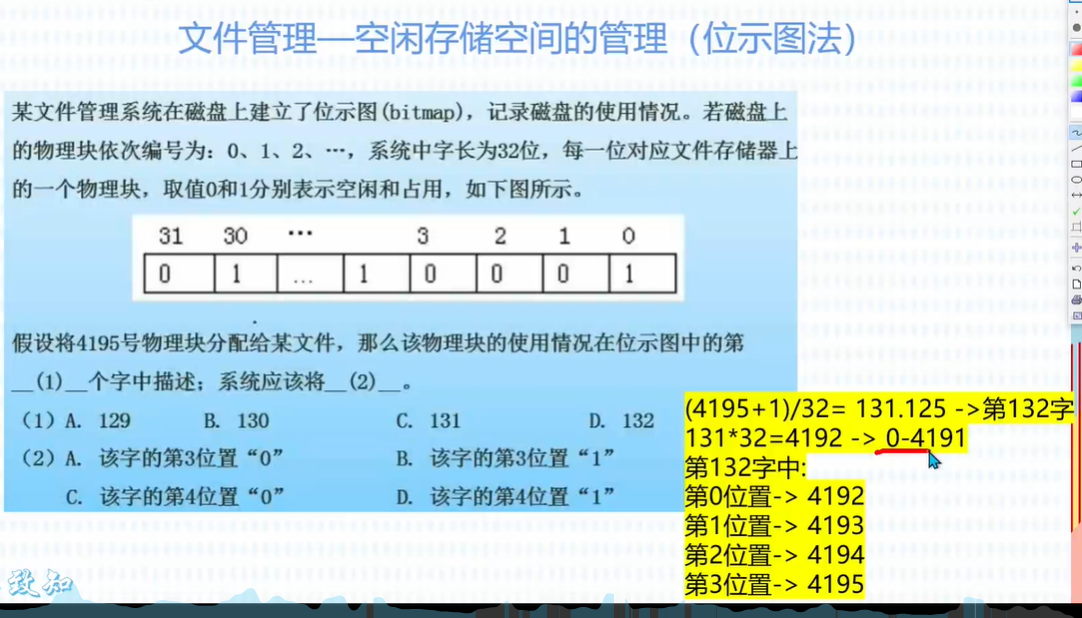 文件管理—空闲存储空间的管理（位示图法）
某文件管理系统在磁盘上建立了位示图(bitmap)，记录磁盘的使用情况。若磁盘上
的物理块依次编号为：0、1、2、…，系统中字长为32位，每一位对应文件存储器上
的一个物理块，取值0和1分别表示空闲和占用，如下图所示。
31 30 … 3 2 1 0
0 1 … 1 0 0 0 1
假设将4195号物理块分配给某文件，那么该物理块的使用情况在位示图中的第
__(1)__个字中描述；系统应该将__(2)__。
（1）A. 129 B. 130 C. 131 D. 132
（2）A. 该字的第3位置“0” B. 该字的第3位置“1”
C. 该字的第4位置“0” D. 该字的第4位置“1”
(4195+1)/32= 131.125 ->第132字
131*32=4192 -> 0-4191
第132字中:
第0位置-> 4192
第1位置-> 4193
第2位置-> 4194
第3位置-> 4195
致知